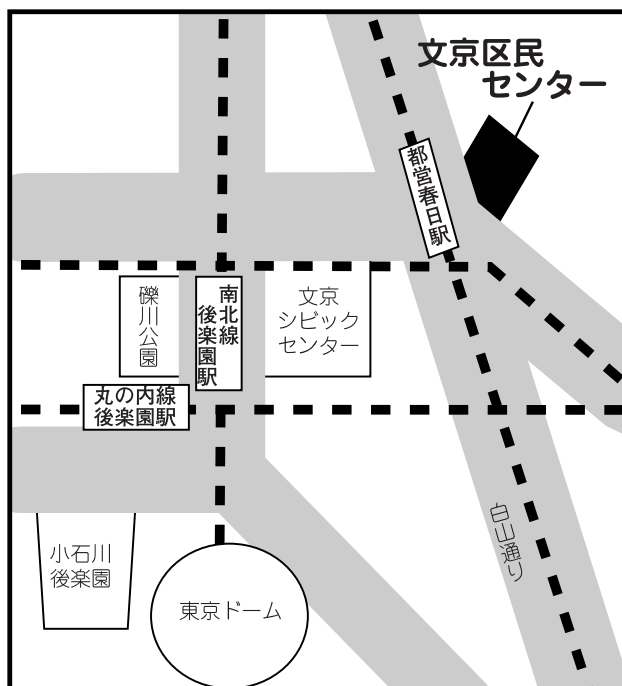 文京区民
センター
都営春日駅
礫川公園
南北線
後楽園駅
文京
シビック
センター
丸の内線
後楽園駅
白山通り
小石川
後楽園
東京ドーム